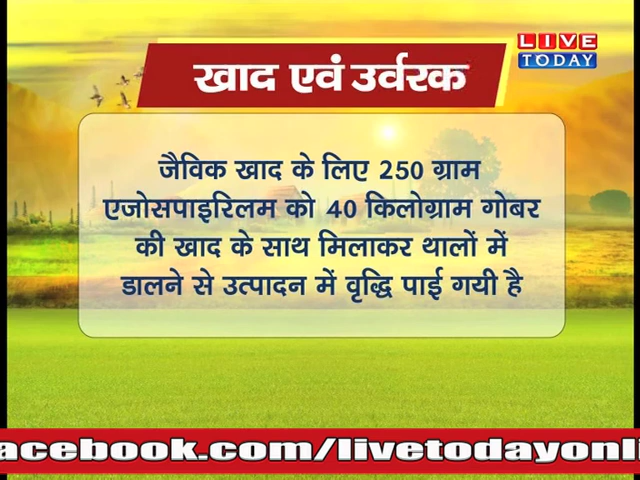 LIVE
TODAY
खाद एवं उर्वरक
जैविक खाद के लिए 250 ग्राम
एजोसपाइरिलम को 40 किलोग्राम गोबर
की खाद के साथ मिलाकर थालों में
डालने से उत्पादन में वृद्धि पाई गयी है
acebook.com/livetodayonli